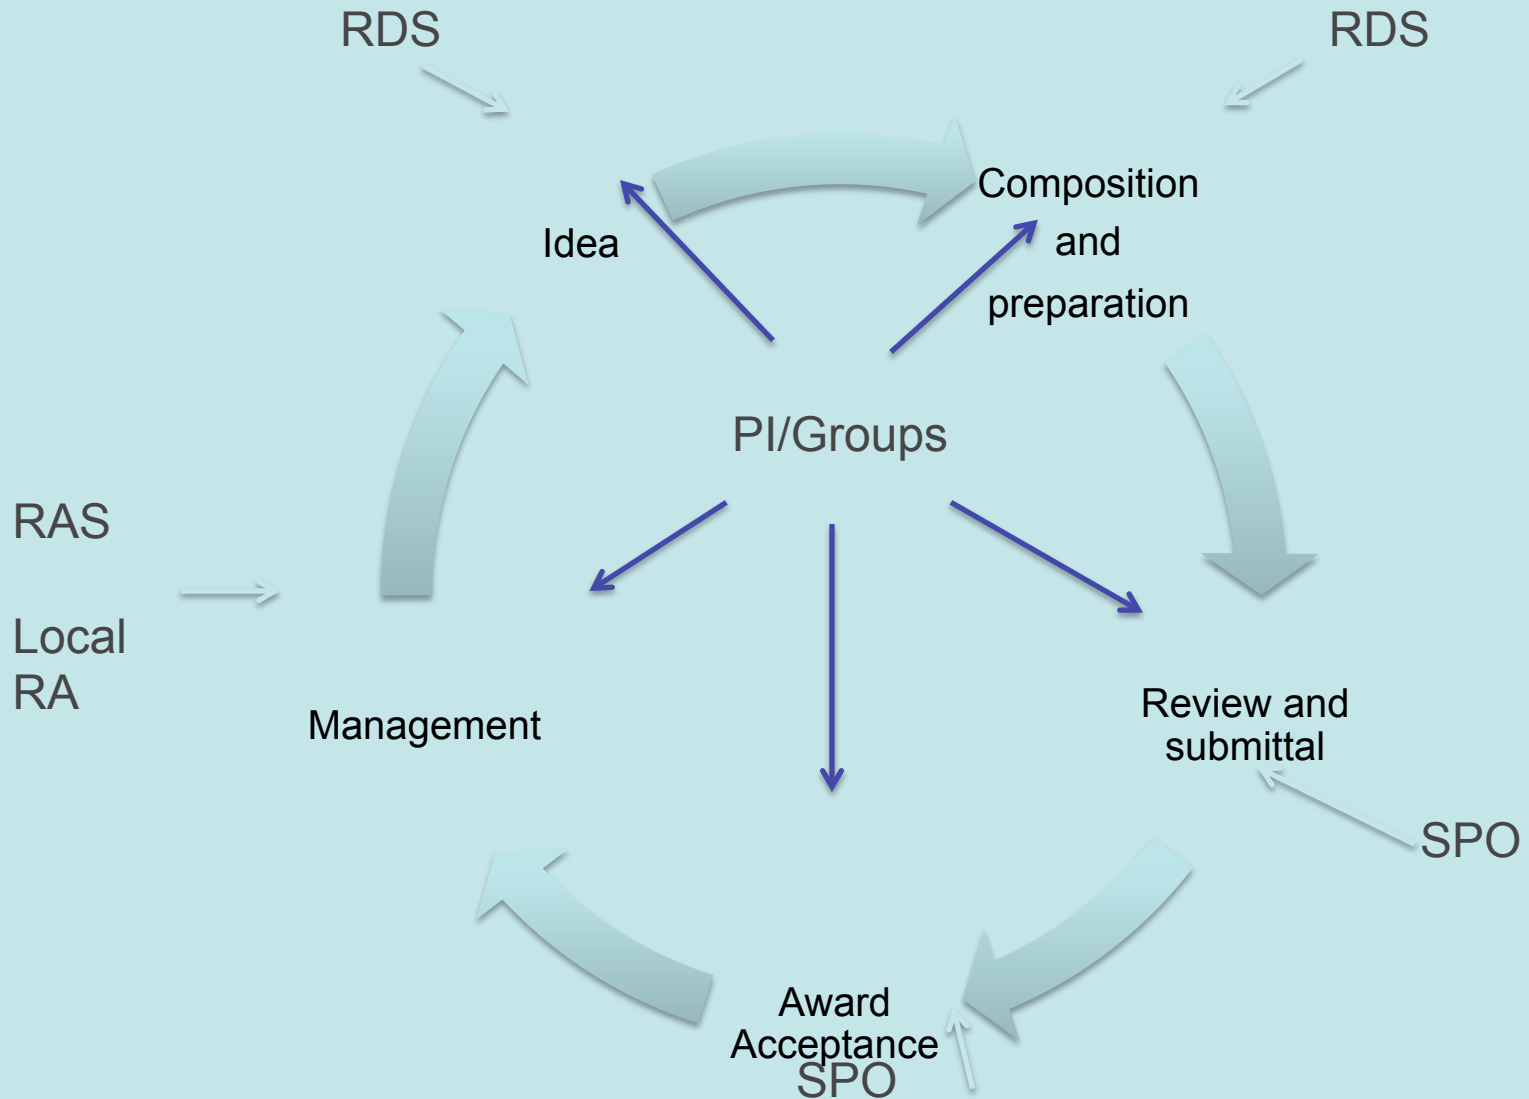 RDS
RDS
Composition
and
preparation
Idea
PI/Groups
RAS
Local
RA
Management
Review and
submittal
SPO
Award
Acceptance
SPO